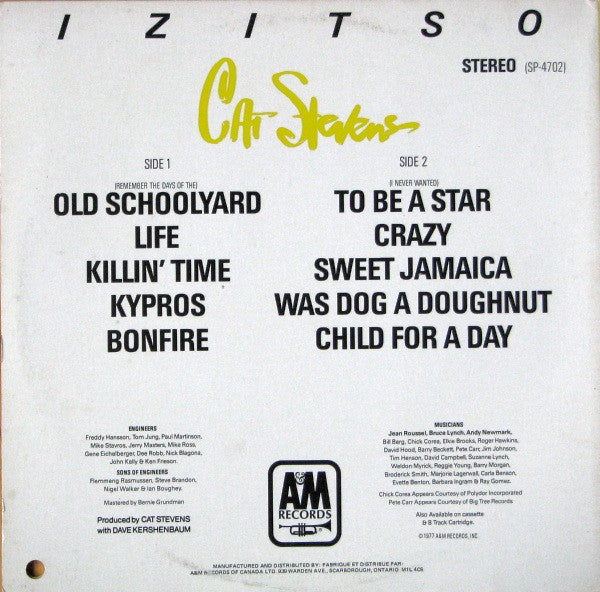 IZITSO
STEREO (SP-4702)
Cat Stevens
SIDE 1
(REMEMBER THE DAYS OF THE)
OLD SCHOOLYARD
LIFE
KILLIN' TIME
KYPROS
BONFIRE
SIDE 2
(I NEVER WANTED)
TO BE A STAR
CRAZY
SWEET JAMAICA
WAS DOG A DOUGHNUT
CHILD FOR A DAY
ENGINEERS
Freddy Hansson, Tom Jung, Paul Martinson,
Mike Stavros, Jerry Masters, Mike Ross,
Gene Eichelberger, Dee Robb, Nick Blagona,
John Kelly & Ken Frieson.
SONS OF ENGINEERS
Flemmeng Rasmussen, Steve Brandon,
Nigel Walker & Ian Boughey.
Mastered by Bernie Grundman
Produced by CAT STEVENS
with DAVE KERSHENBAUM
A&M
RECORDS
MUSICIANS
Jean Roussel, Bruce Lynch, Andy Newmark,
Bill Berg, Chick Corea, Elkie Brooks, Roger Hawkins,
David Hood, Barry Beckett, Pete Carr, Jim Johnson,
Tim Henson, David Campbell, Suzanne Lynch,
Weldon Myrick, Reggie Young, Barry Morgan,
Broderick Smith, Marjorie Lagerwall, Carla Benson,
Evette Benton, Barbara Ingram & Ray Gomez.
Chick Corea Appears Courtesy of Polydor Incorporated
Pete Carr Appears Courtesy of Big Tree Records
Also Available on cassette
& 8 Track Cartridge.
©1977 A&M RECORDS, INC.
MANUFACTURED AND DISTRIBUTED BY: FABRIQUE ET DISTRIBUE PAR:
A&M RECORDS OF CANADA LTD. 939 WARDEN AVE., SCARBOROUGH, ONTARIO M1L 4C5